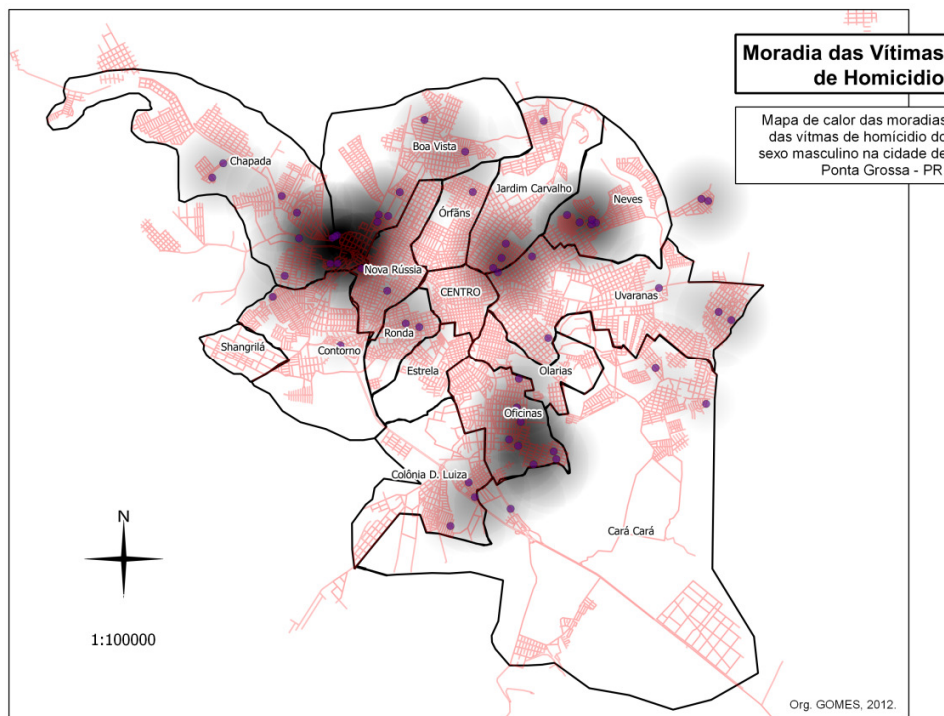 Moradia das Vítimas
de Homicidio
Mapa de calor das moradias
das vítmas de homícidio do
sexo masculino na cidade de
Ponta Grossa - PR
Boa Vista
Chapada
Jardim Carvalho
Neves
Órfãns
Nova Rússia
CENTRO
Uvaranas
Ronda
Shangrilá
Contorno
Estrela
Olarias
Oficinas
Colônia D. Luiza
Cará Cará
N
1:100000
Org. GOMES, 2012.